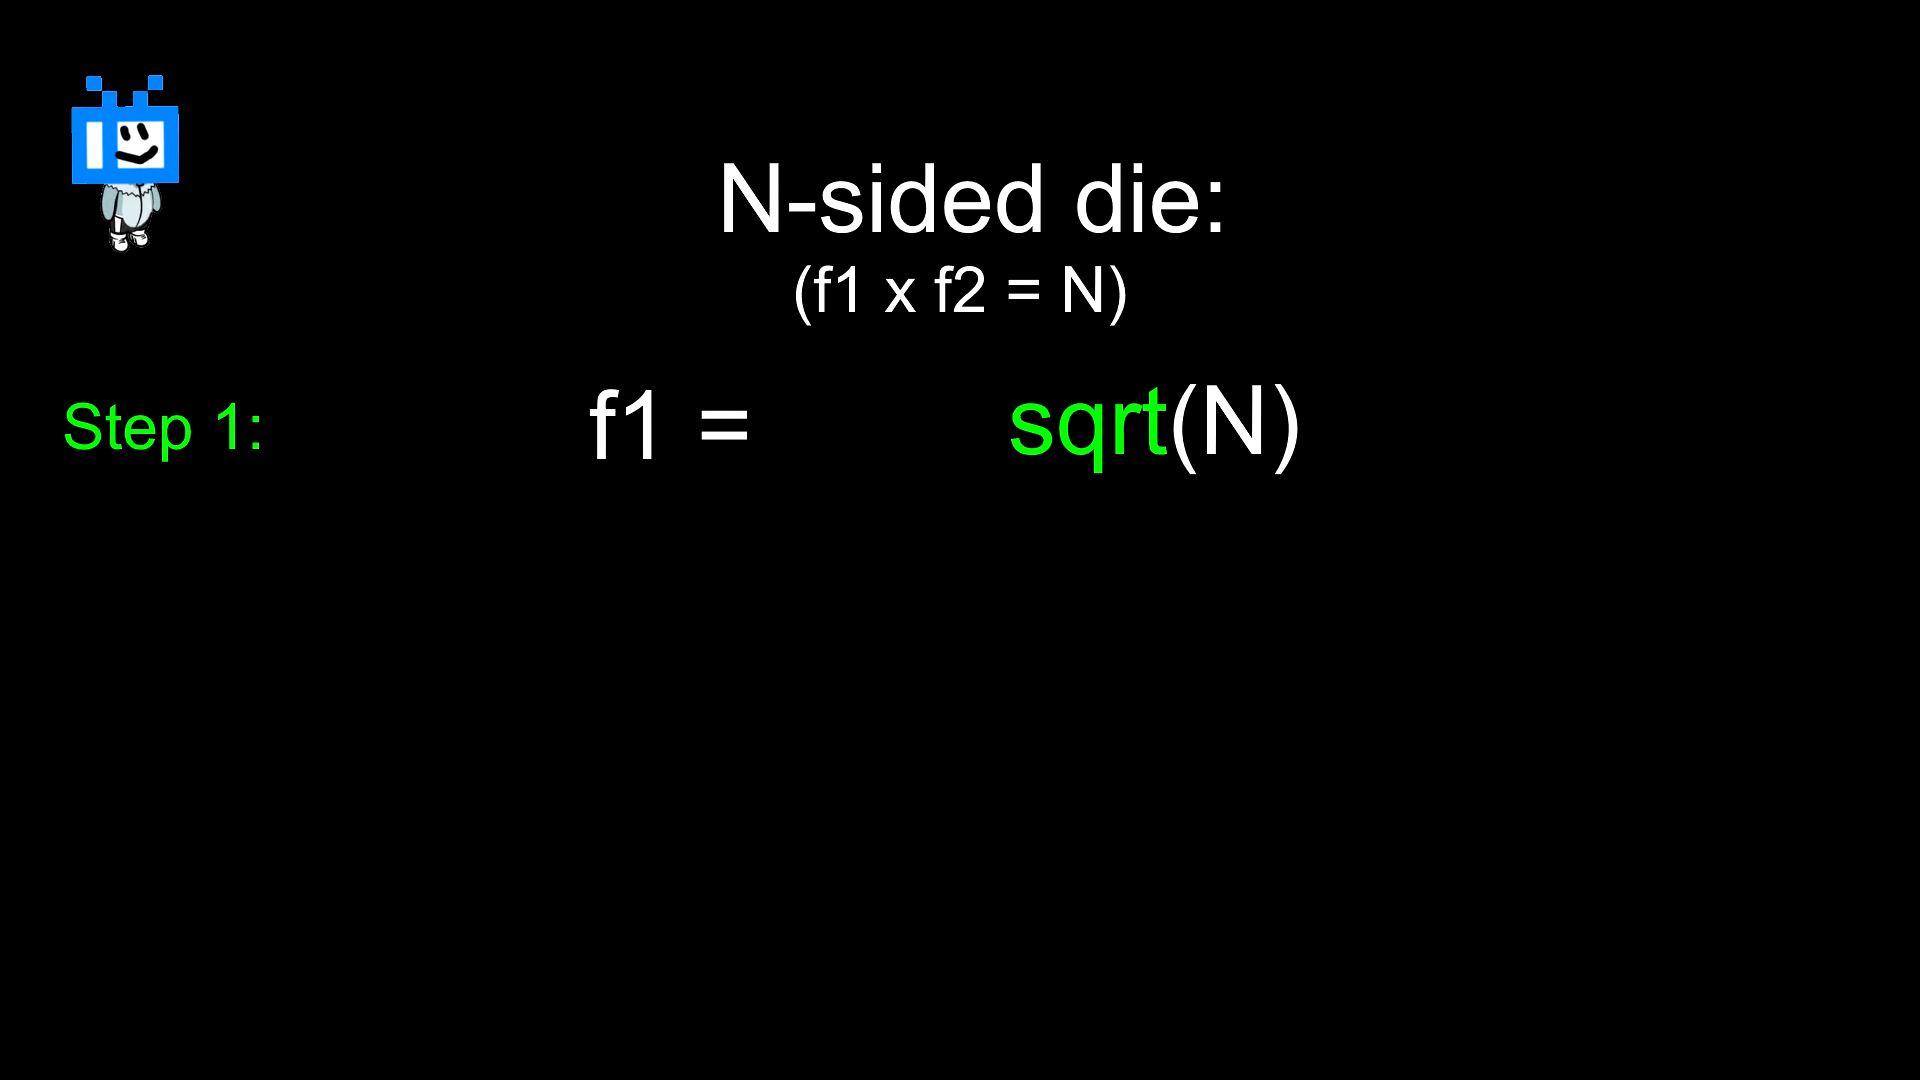 N-sided die:
(f1 x f2 = N)
Step 1: f1 = sqrt(N)